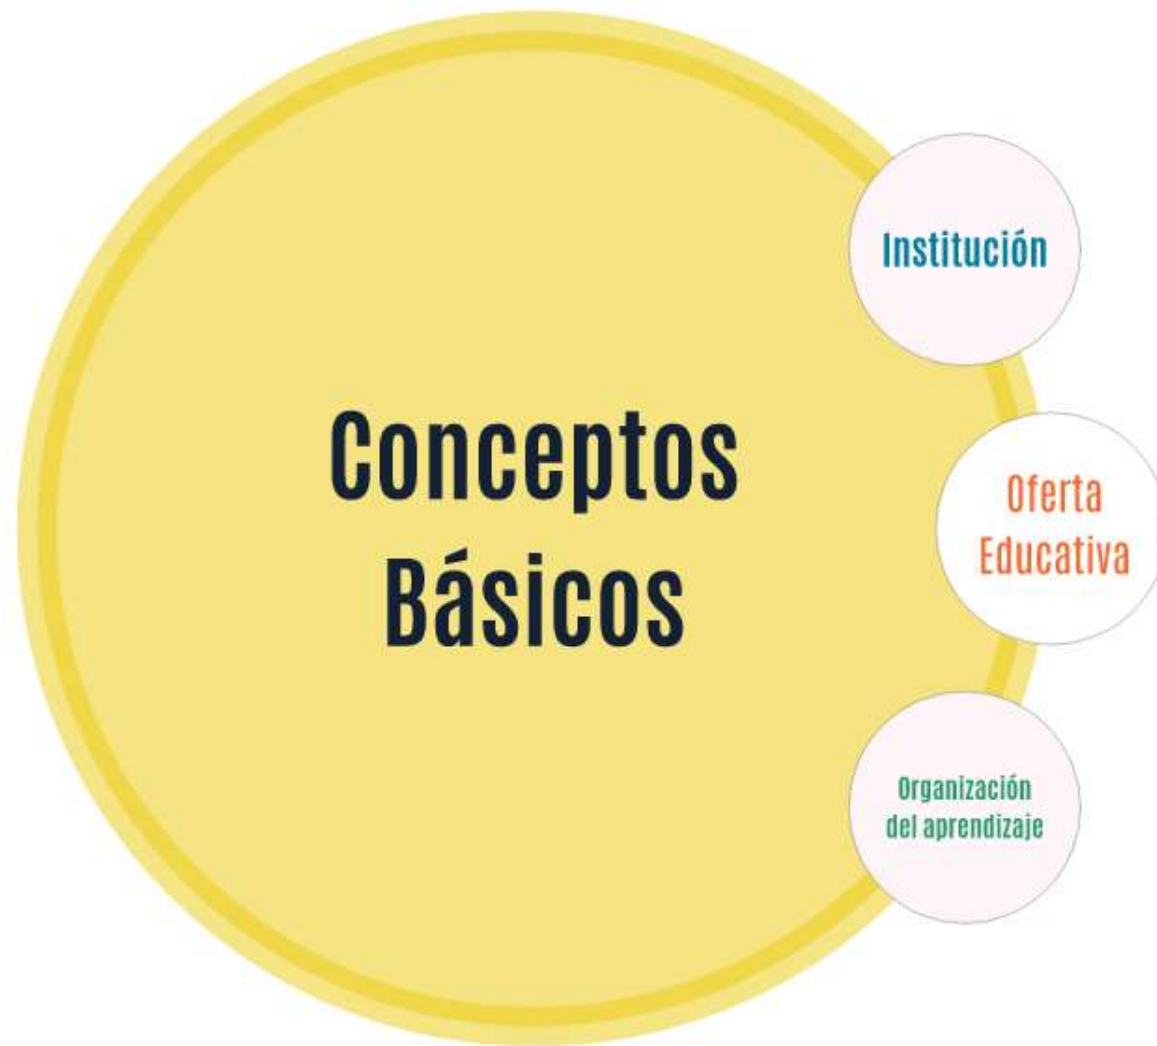 Conceptos
Básicos
Institución
Oferta
Educativa
Organización
del aprendizaje